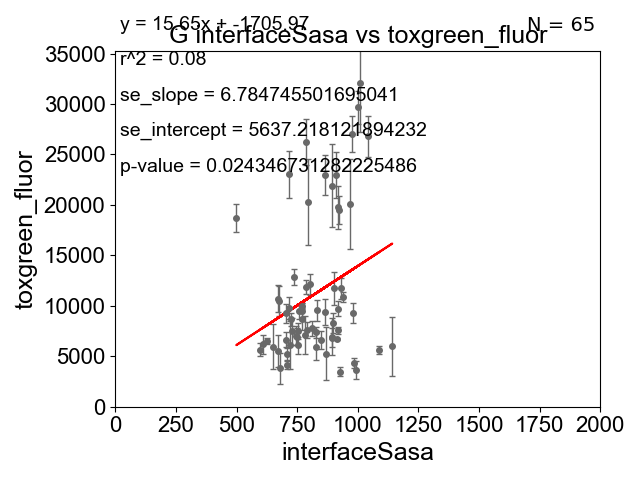 y = 15.65x + -1705.97
N = 65
G interfaceSasa vs toxgreen_fluor
r^2 = 0.08
se_slope = 6.784745501695041
se_intercept = 5637.218121894232
p-value = 0.024346731282225486
toxgreen_fluor
35000
30000
25000
20000
15000
10000
5000
0
0 250 500 750 1000 1250 1500 1750 2000
interfaceSasa